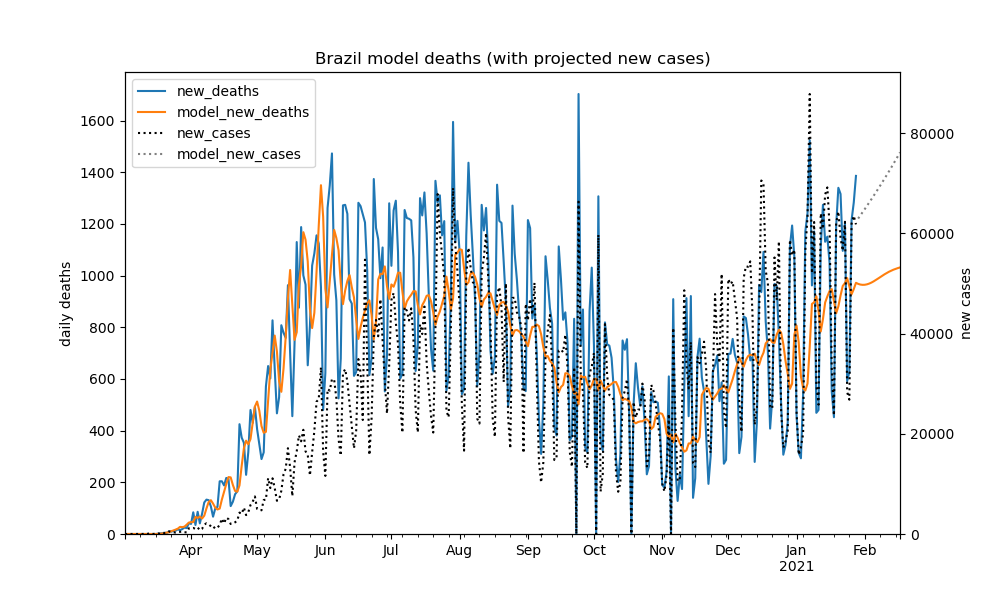 Brazil model deaths (with projected new cases)
new_deaths
model_new_deaths
new_cases
model_new_cases
daily deaths
0
200
400
600
800
1000
1200
1400
1600
new cases
0
20000
40000
60000
80000
Apr May Jun Jul Aug Sep Oct Nov Dec Jan Feb
2021